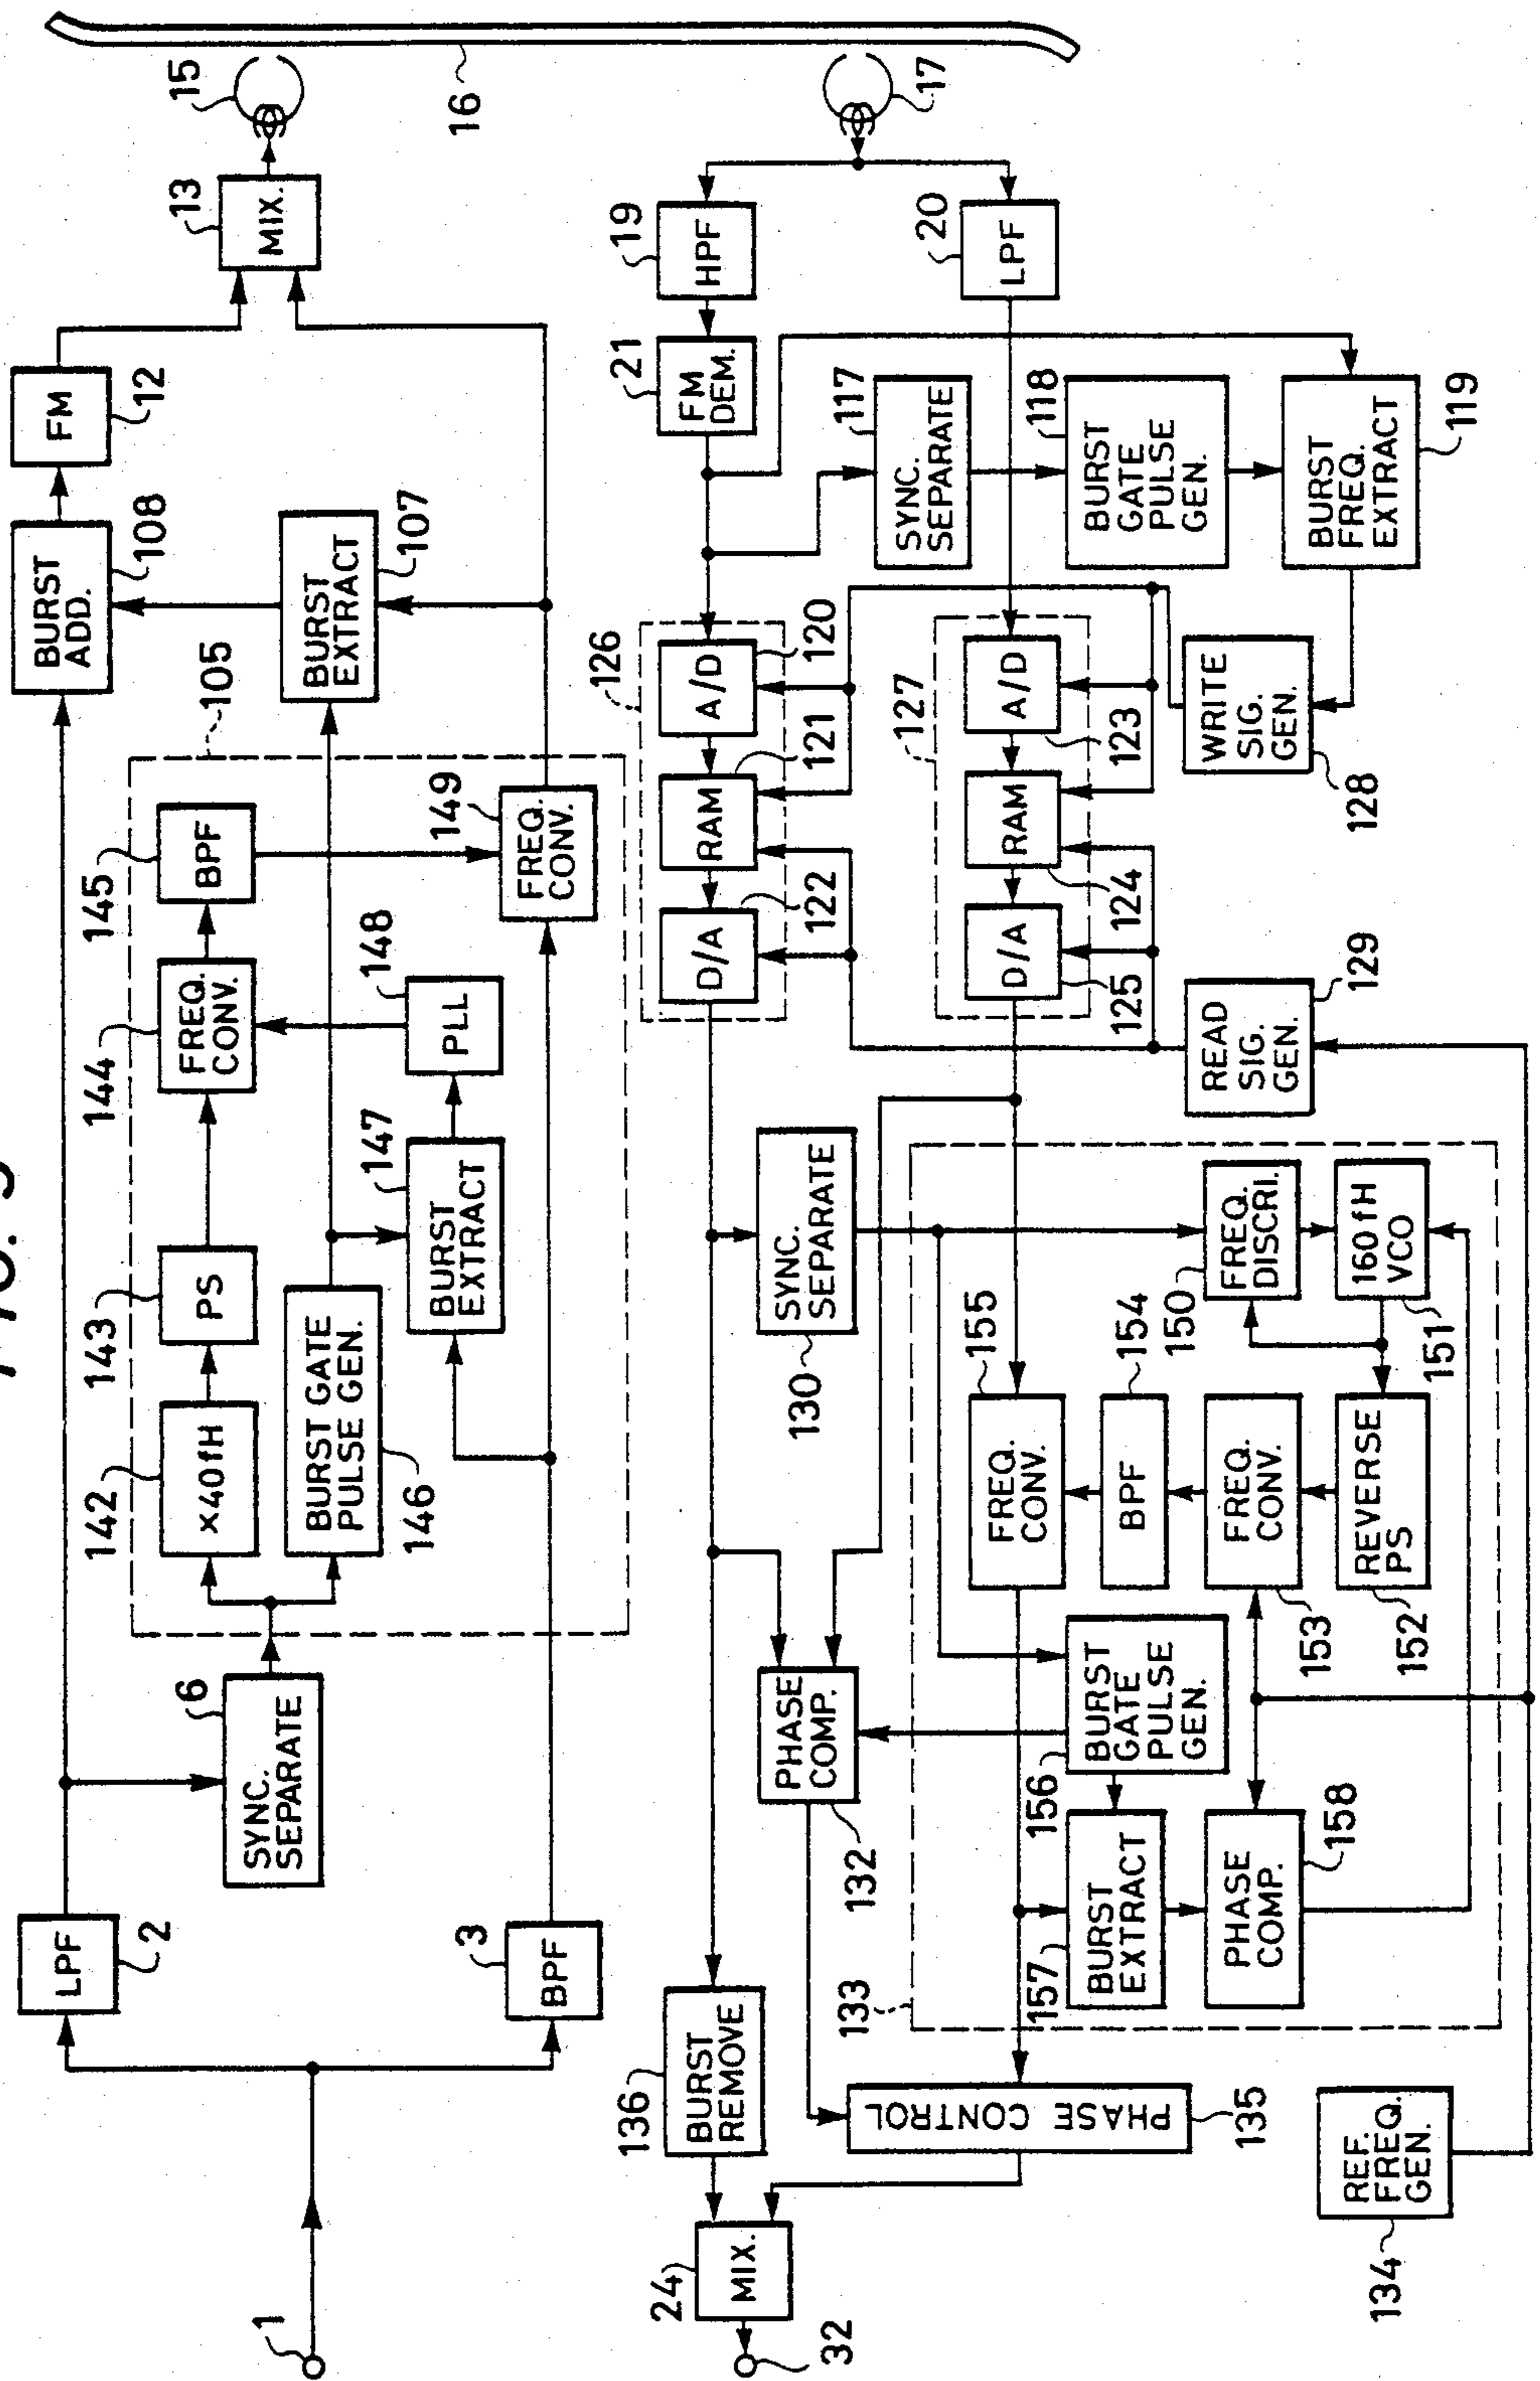 1
LPF
2
BPF
3
SYNC.
SEPARATE
6
142
×40fH
143
PS
144
FREQ.
CONV.
145
BPF
BURST GATE
PULSE GEN.
146
147
BURST
EXTRACT
148
PLL
149
FREQ.
CONV.
105
BURST
ADD.
108
BURST
EXTRACT
107
FM
12
13
MIX.
15
16
17
19
HPF
20
LPF
21
FM
DEM.
117
SYNC.
SEPARATE
118
BURST
GATE
PULSE
GEN.
BURST
FREQ.
EXTRACT
119
126
A/D
120
RAM
121
D/A
122
127
A/D
123
RAM
124
D/A
125
WRITE
SIG.
GEN.
128
READ
SIG.
GEN.
129
SYNC.
SEPARATE
130
PHASE
COMP.
132
133
FREQ.
DISCRI.
150
160fH
VCO
151
REVERSE
PS
152
FREQ.
CONV.
153
BPF
154
FREQ.
CONV.
155
BURST
GATE
PULSE
GEN.
156
BURST
EXTRACT
157
PHASE
COMP.
158
136
BURST
REMOVE
PHASE CONTROL
135
REF.
FREQ.
GEN.
134
24
MIX.
32